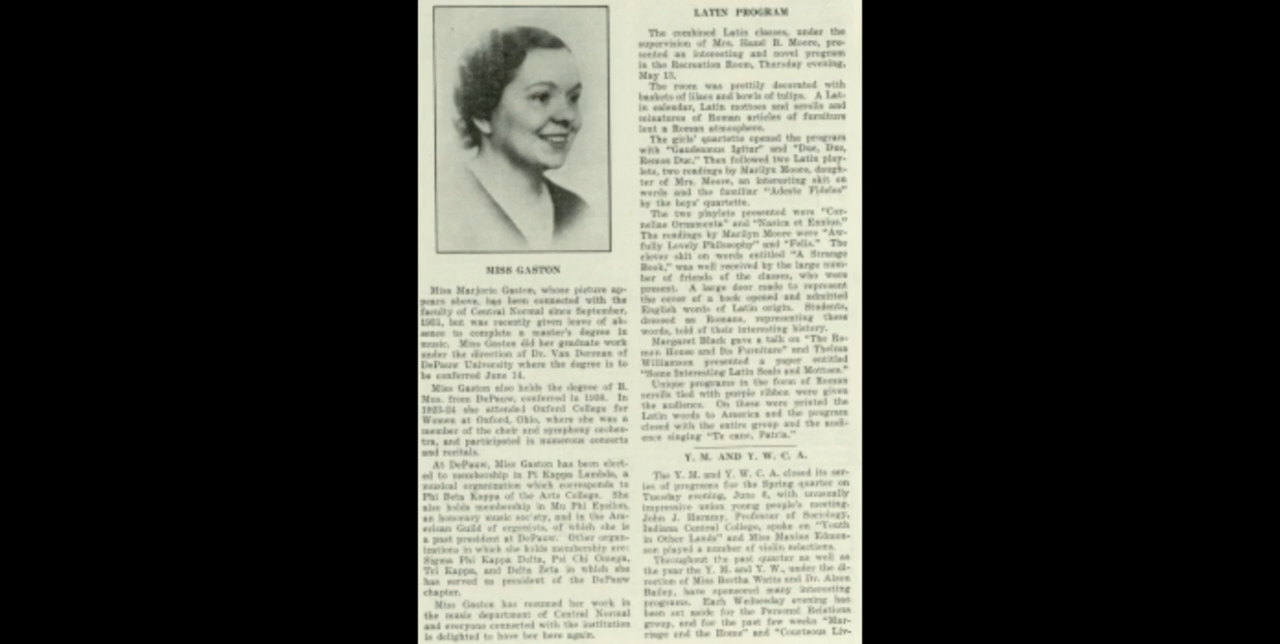 MISS GASTON
Miss Marjorie Gaston, whose picture ap-
pears above, has been connected with the
faculty of Central Normal since September,
1931, but was recently given leave of ab-
sence to complete a master's degree in
music. Miss Gaston did her graduate work
under the direction of Dr. Van Denman of
DePauw University where the degree is to
be conferred June 14.
Miss Gaston also holds the degree of B.
Mus. from DePauw, conferred in
1923-24 she attended Oxford College for
Women at Oxford, Ohio, where she was a
member of the choir and symphony orches-
tra, and participated in numerous concerts
and recitals.
At DePauw, Miss Gaston has been elect-
ed to membership in Pi Kappa Lambda, a
musical organization which corresponds to
Phi Beta Kappa of the Arts College. She
also holds membership in Mu Phi Epsilon,
an honorary music society, and in the Am-
erican Guild of organists, of which she is
a past president at DePauw. Other organ-
izations in which she holds membership are:
Sigma Phi Kappa Delta, Psi Chi Omega,
Tri Kappa, and Delta Zeta in which she
has served as president of the DePauw
chapter.
Miss Gaston has resumed her work in
the music department of Central Normal
and everyone connected with the institution
is delighted to have her here again.
LATIN PROGRAM
The combined Latin classes, under the
supervision of Mrs. Hazel B. Moore, pre-
sented an interesting and novel program
in the Recreation Room, Thursday evening,
May 13.
The room was prettily decorated with
baskets of lilacs and bowls of tulips. A Lat-
in calendar, Latin mottoes and scrolls and
miniatures of Roman articles of furniture
lent a Roman atmosphere.
The girls' quartette opened the program
with "Gaudeamus Igitur" and "Duc, Duc,
Remos Duc." Then followed two Latin play-
lets, two readings by Marilyn Moore, daugh-
ter of Mrs. Moore, an interesting skit on
words and the familiar "Adeste Fideles"
by the boys' quartette.
The two playlets presented were "Cor-
neliae Ornamenta" and "Nasica et Ennius."
The readings by Marilyn Moore were "Aw-
fully Lovely Philosophy" and "Felis." The
clever skit on words entitled "A Strange
Book," was well received by the large num-
ber of friends of the classes, who were
present. A large door made to represent
the cover of a book opened and admitted
English words of Latin origin. Students,
dressed as Romans, representing these
words, told of their interesting history.
Margaret Black gave a talk on "The Ro-
man House and Its Furniture" and Thelma
Williamson presented a paper entitled
"Some Interesting Latin Seals and Mottoes."
Unique programs in the form of Roman
scrolls tied with purple ribbon were given
the audience. On these were printed the
Latin words to America and the program
closed with the entire group and the audi-
ence singing "Te cano, Patria."
Y. M. AND Y. W. C. A.
The Y. M. and Y. W. C. A. closed its ser-
ies of programs for the Spring quarter on
Tuesday evening, June 8, with unusually
impressive union young people's meeting.
John J. Haramy, Professor of Sociology,
Indiana Central College, spoke on "Youth
in Other Lands" and Miss Maxine Edmon-
son played a number of violin selections.
Throughout the past quarter as well as
the year the Y. M. and Y. W., under the di-
rection of Miss Bertha Watts and Dr. Alson
Bailey, have sponsored many interesting
programs. Each Wednesday evening has
been set aside for the Personal Relations
group, and for the past few weeks "Mar-
riage and the Home" and "Courteous Liv-